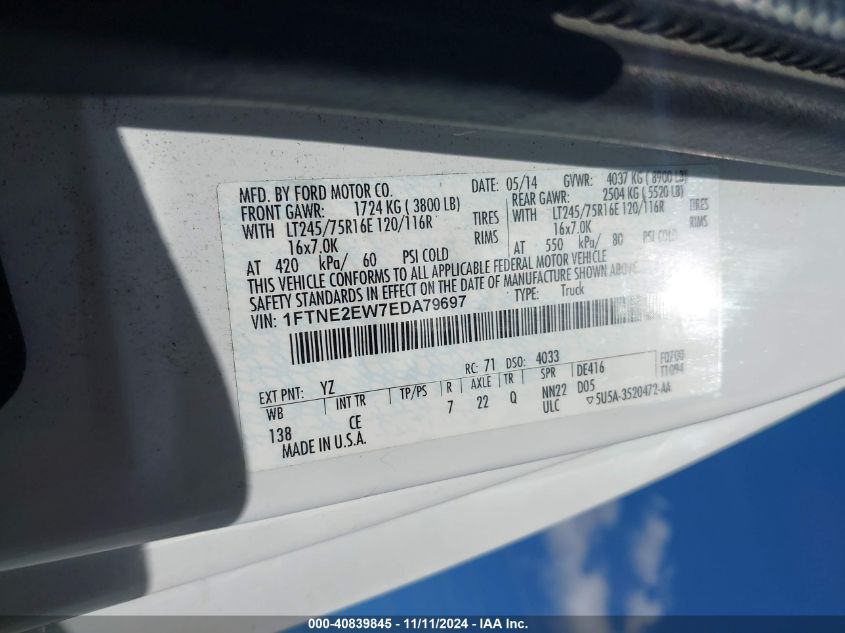 MFD. BY FORD MOTOR CO. DATE: 05/14 GVWR: 4037 KG ( 8900 LB)
FRONT GAWR: 1724 KG ( 3800 LB) REAR GAWR: 2504 KG ( 5520 LB)
WITH LT245/75R16E 120/116R TIRES WITH LT245/75R16E 120/116R TIRES
16x7.0K RIMS 16x7.0K RIMS
AT 420 kPa/ 60 PSI COLD AT 550 kPa/ 80 PSI COLD
THIS VEHICLE CONFORMS TO ALL APPLICABLE FEDERAL MOTOR VEHICLE
SAFETY STANDARDS IN EFFECT ON THE DATE OF MANUFACTURE SHOWN ABOVE.
VIN: 1FTNE2EW7EDA79697 TYPE: Truck
EXT PNT: YZ RC: 71 DSO: 4033
WB INT TR TP/PS R AXLE TR SPR DE416
138 CE 7 22 Q NN22 D05
ULC ▽5U5A-3520472-AA
MADE IN U.S.A.
T1094
000-40839845 - 11/11/2024 - IAA Inc.